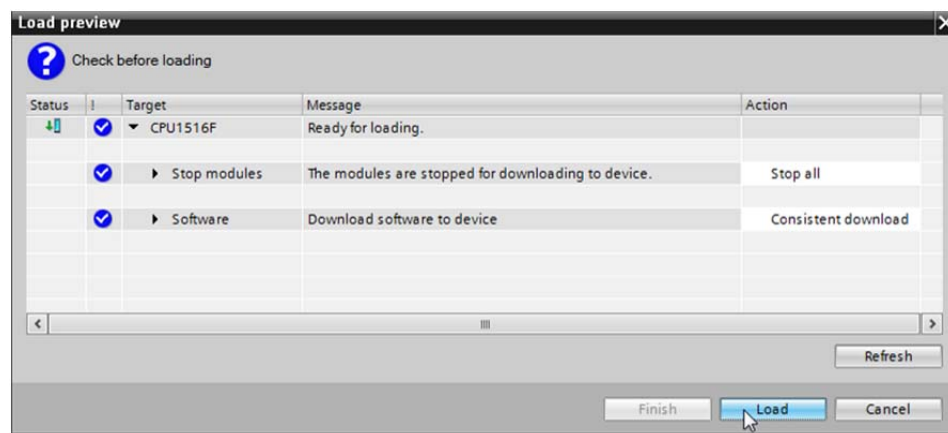 Load preview
Check before loading
Status ! Target Message Action
CPU1516F Ready for loading.
Stop modules The modules are stopped for downloading to device. Stop all
Software Download software to device Consistent download
Refresh
Finish Load Cancel